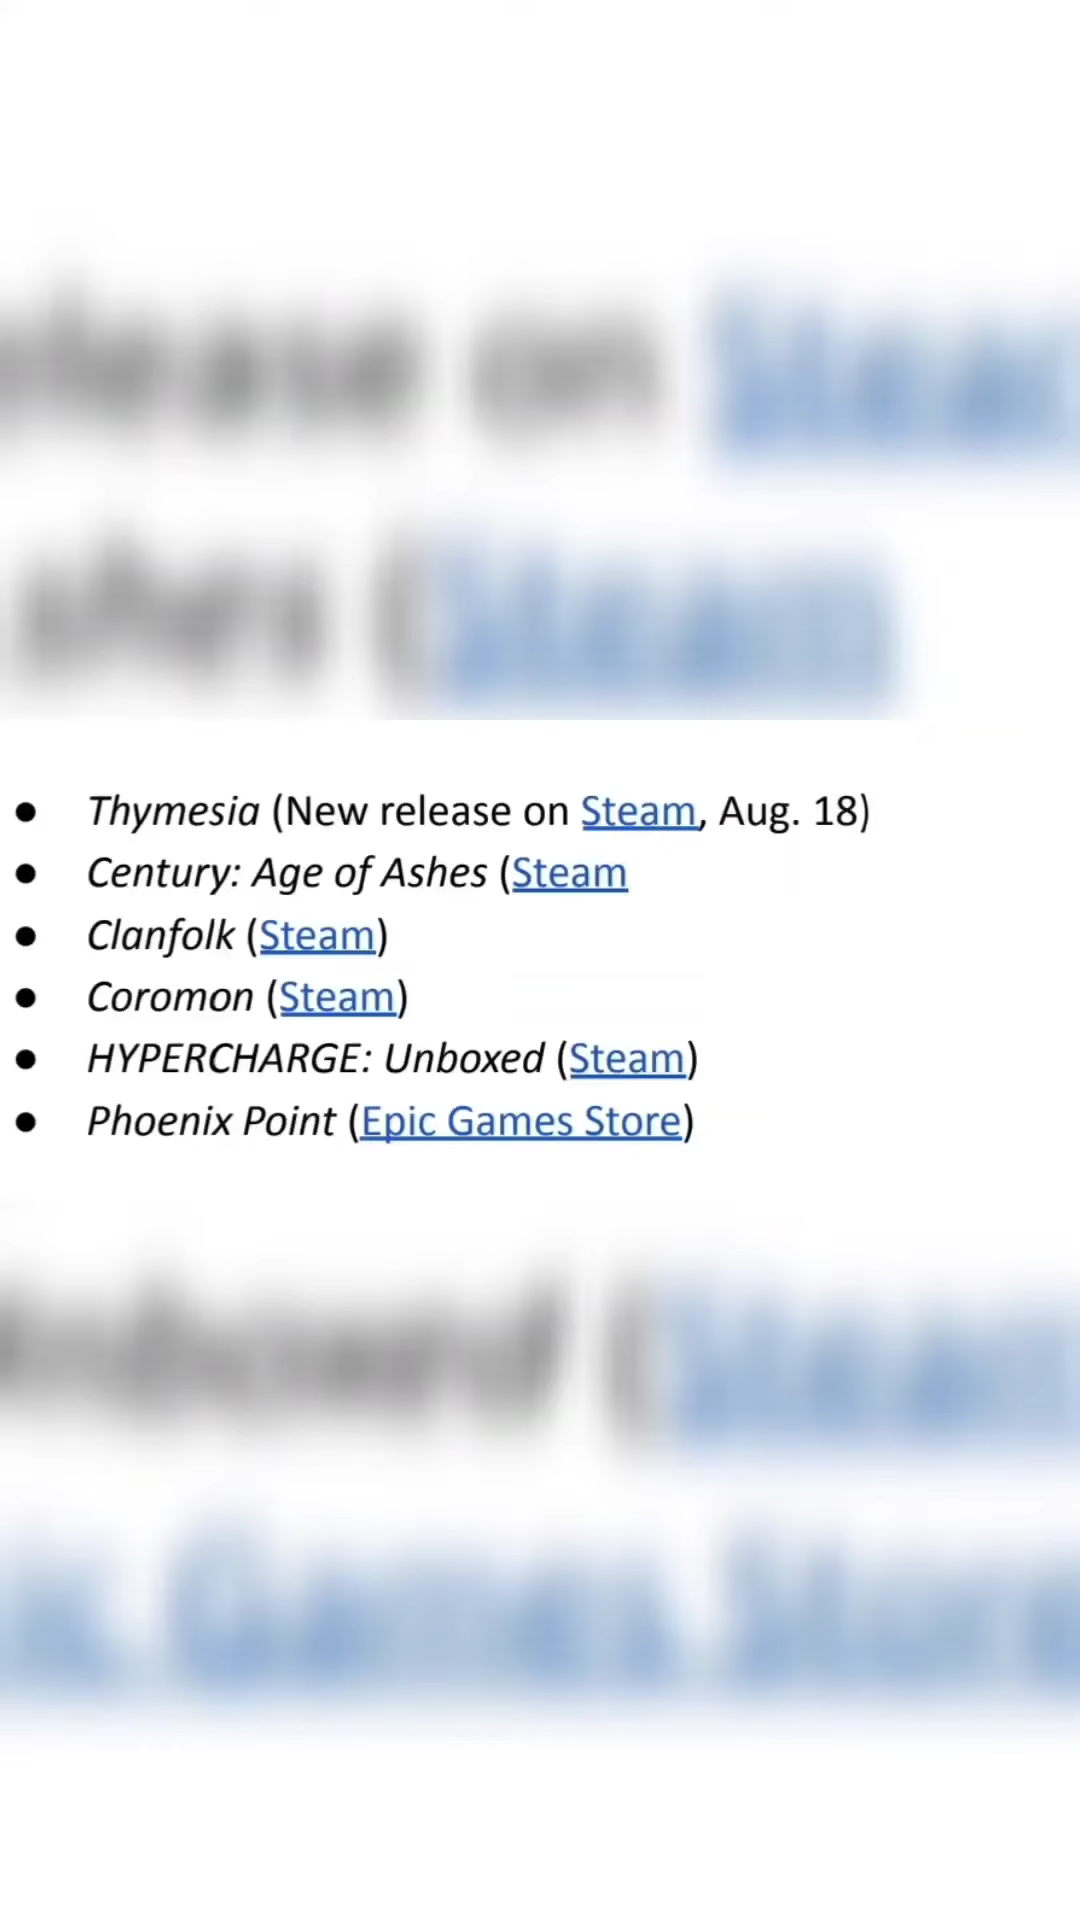 ● Thymesia (New release on Steam, Aug. 18)
● Century: Age of Ashes (Steam
● Clanfolk (Steam)
● Coromon (Steam)
● HYPERCHARGE: Unboxed (Steam)
● Phoenix Point (Epic Games Store)